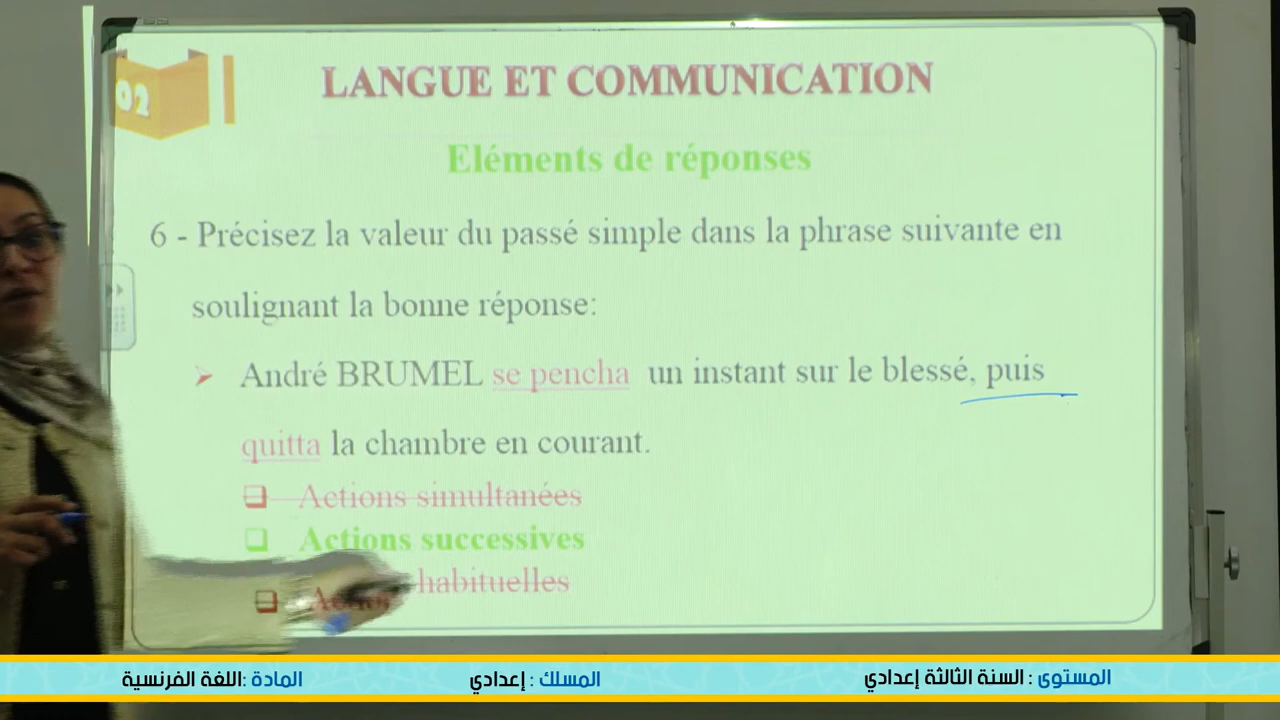 02
LANGUE ET COMMUNICATION
Eléments de réponses
6 - Précisez la valeur du passé simple dans la phrase suivante en
soulignant la bonne réponse:
André BRUMEL se pencha un instant sur le blessé, puis
quitta la chambre en courant.
Actions simultanées
Actions successives
habituelles
المستوى : السنة الثالثة إعدادي
المسلك : إعدادي
المادة :اللغة الفرنسية